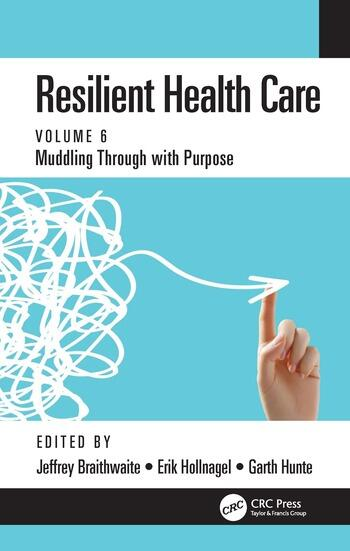 Resilient Health Care
VOLUME 6
Muddling Through with Purpose
EDITED BY
Jeffrey Braithwaite • Erik Hollnagel • Garth Hunte
CRC
CRC Press
Taylor & Francis Group